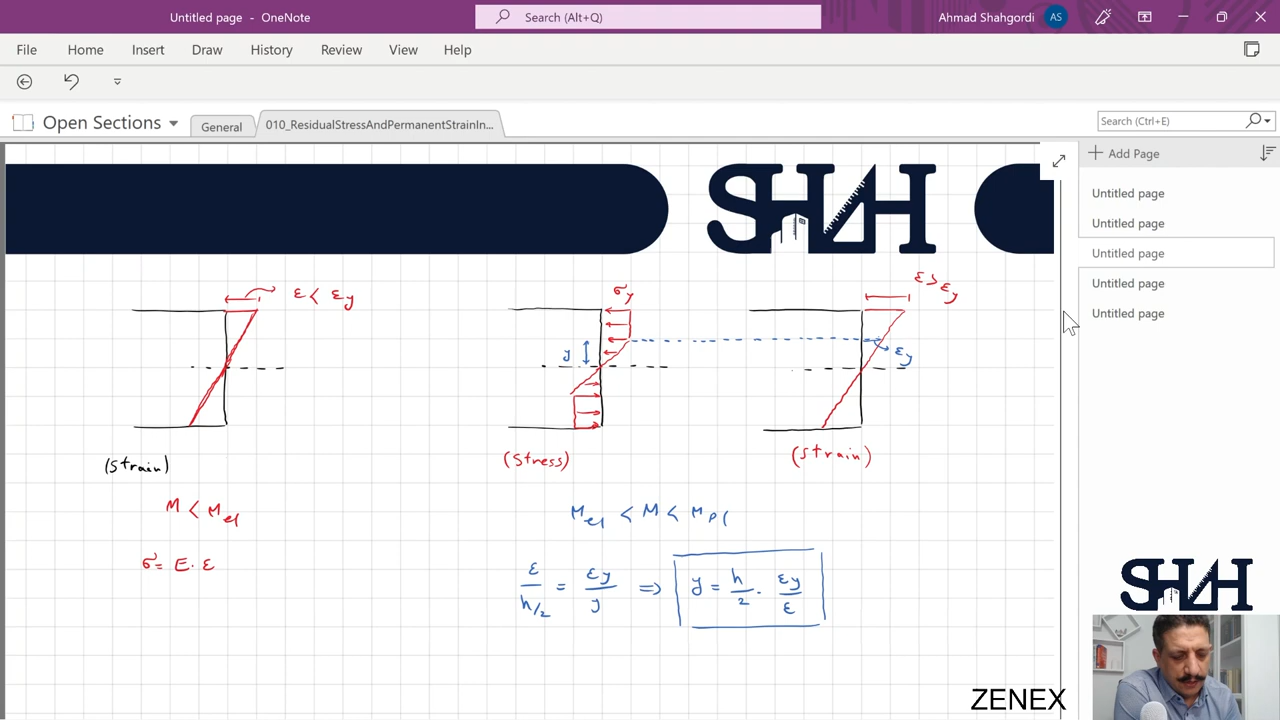 Untitled page - OneNote
Search (Alt+Q)
Ahmad Shahgordi
AS
File Home Insert Draw History Review View Help
Open Sections
General
010_ResidualStressAndPermanentStrainIn...
Search (Ctrl+E)
Add Page
Untitled page
Untitled page
Untitled page
Untitled page
Untitled page
SHAH
ε < εy
σy
ε > εy
y
εy
(strain)
(stress)
(strain)
M < Mel
Mel < M < Mpl
σ = E . ε
ε / h/2 = εy / y ⇒ y = h/2 . εy/ε
SHAH
ZENEX